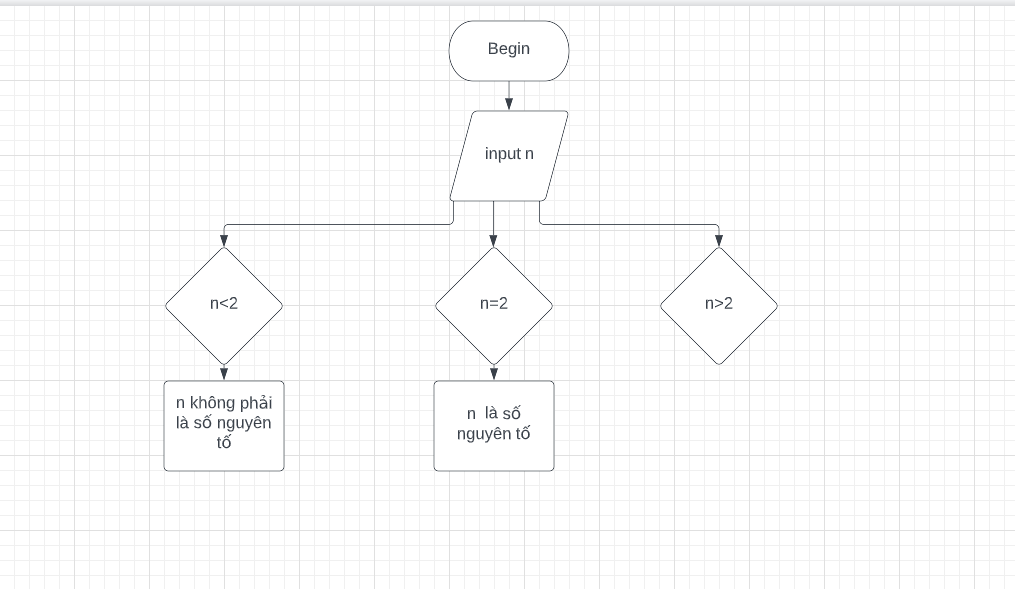 Begin
input n
n<2
n=2
n>2
n không phải
là số nguyên
tố
n là số
nguyên tố